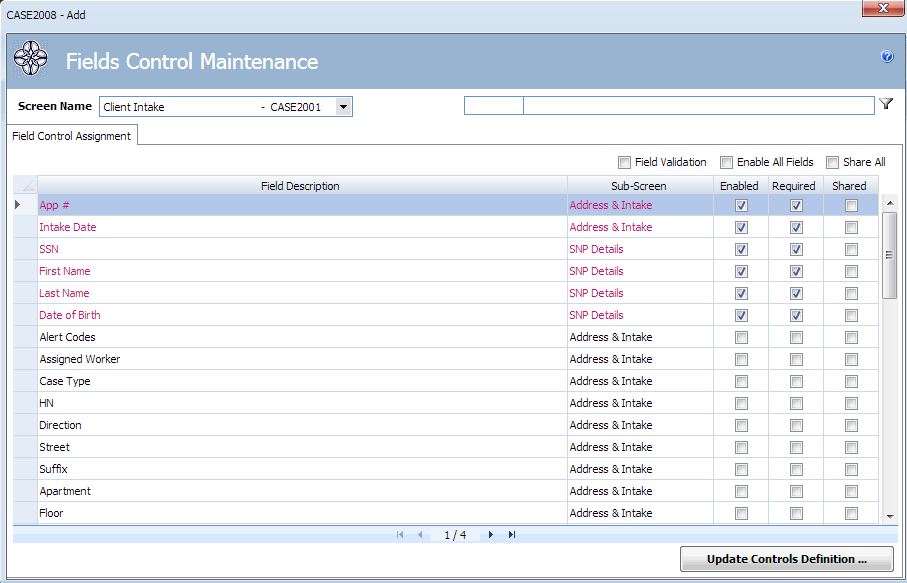 CASE2008 - Add
Fields Control Maintenance
Screen Name Client Intake - CASE2001
Field Control Assignment
Field Validation Enable All Fields Share All
Field Description Sub-Screen Enabled Required Shared
App # Address & Intake
Intake Date Address & Intake
SSN SNP Details
First Name SNP Details
Last Name SNP Details
Date of Birth SNP Details
Alert Codes Address & Intake
Assigned Worker Address & Intake
Case Type Address & Intake
HN Address & Intake
Direction Address & Intake
Street Address & Intake
Suffix Address & Intake
Apartment Address & Intake
Floor Address & Intake
1 / 4
Update Controls Definition ...